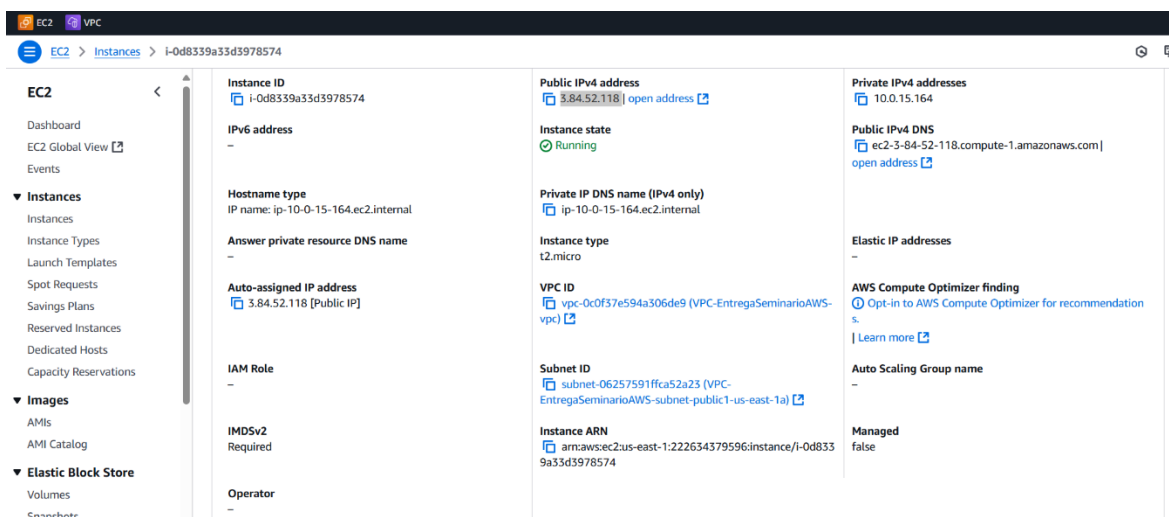 EC2 VPC
EC2 > Instances > i-0d8339a33d3978574
EC2
Dashboard
EC2 Global View
Events
Instances
Instances
Instance Types
Launch Templates
Spot Requests
Savings Plans
Reserved Instances
Dedicated Hosts
Capacity Reservations
Images
AMIs
AMI Catalog
Elastic Block Store
Volumes
Snapshots
Instance ID
i-0d8339a33d3978574
Public IPv4 address
3.84.52.118 | open address
Private IPv4 addresses
10.0.15.164
IPv6 address
–
Instance state
Running
Public IPv4 DNS
ec2-3-84-52-118.compute-1.amazonaws.com |
open address
Hostname type
IP name: ip-10-0-15-164.ec2.internal
Private IP DNS name (IPv4 only)
ip-10-0-15-164.ec2.internal
Answer private resource DNS name
–
Instance type
t2.micro
Elastic IP addresses
–
Auto-assigned IP address
3.84.52.118 [Public IP]
VPC ID
vpc-0c0f37e594a306de9 (VPC-EntregaSeminarioAWS-
vpc)
AWS Compute Optimizer finding
Opt-in to AWS Compute Optimizer for recommendation
s.
| Learn more
IAM Role
–
Subnet ID
subnet-06257591ffca52a23 (VPC-
EntregaSeminarioAWS-subnet-public1-us-east-1a)
Auto Scaling Group name
–
IMDSv2
Required
Instance ARN
arn:aws:ec2:us-east-1:222634379596:instance/i-0d833
9a33d3978574
Managed
false
Operator
–